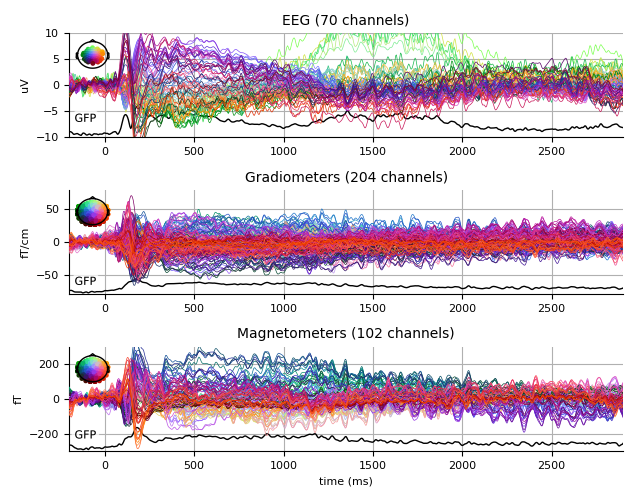 EEG (70 channels)
10
5
0
−5
−10
uV
GFP
0 500 1000 1500 2000 2500
Gradiometers (204 channels)
50
0
−50
fT/cm
GFP
0 500 1000 1500 2000 2500
Magnetometers (102 channels)
200
0
−200
fT
GFP
0 500 1000 1500 2000 2500
time (ms)